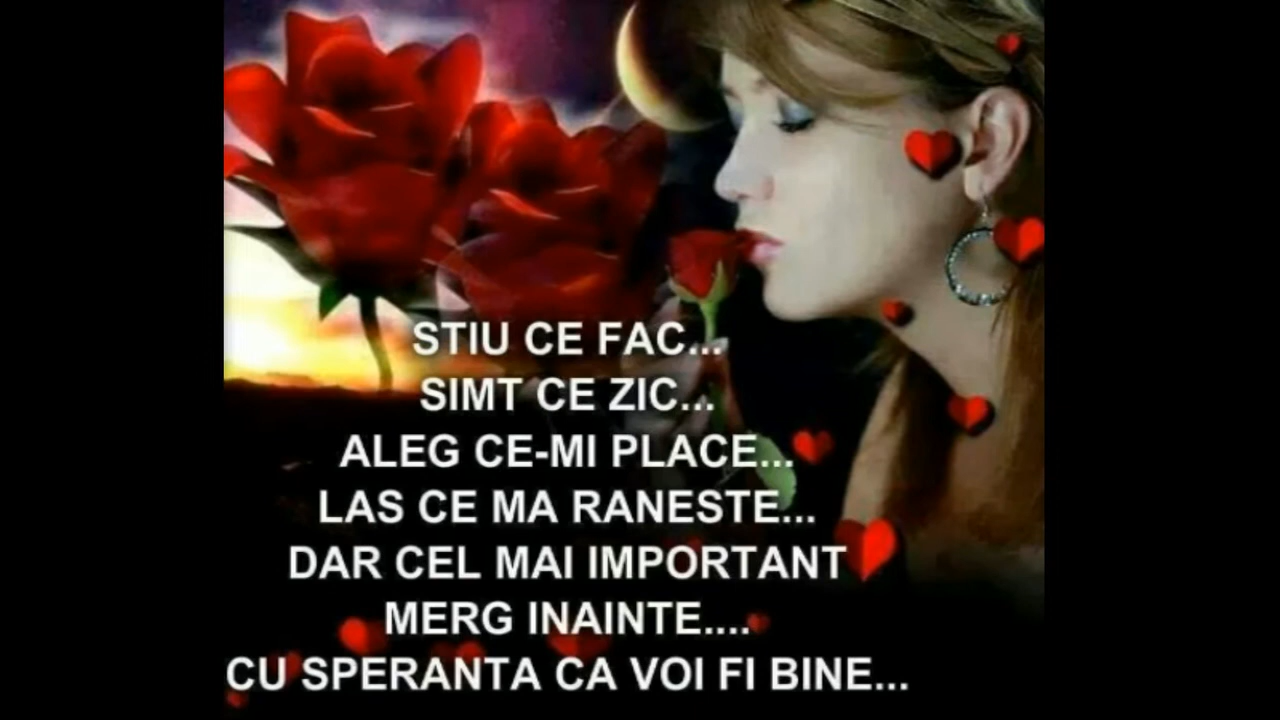 STIU CE FAC...
SIMT CE ZIC...
ALEG CE-MI PLACE...
LAS CE MA RANESTE...
DAR CEL MAI IMPORTANT
MERG INAINTE....
CU SPERANTA CA VOI FI BINE...